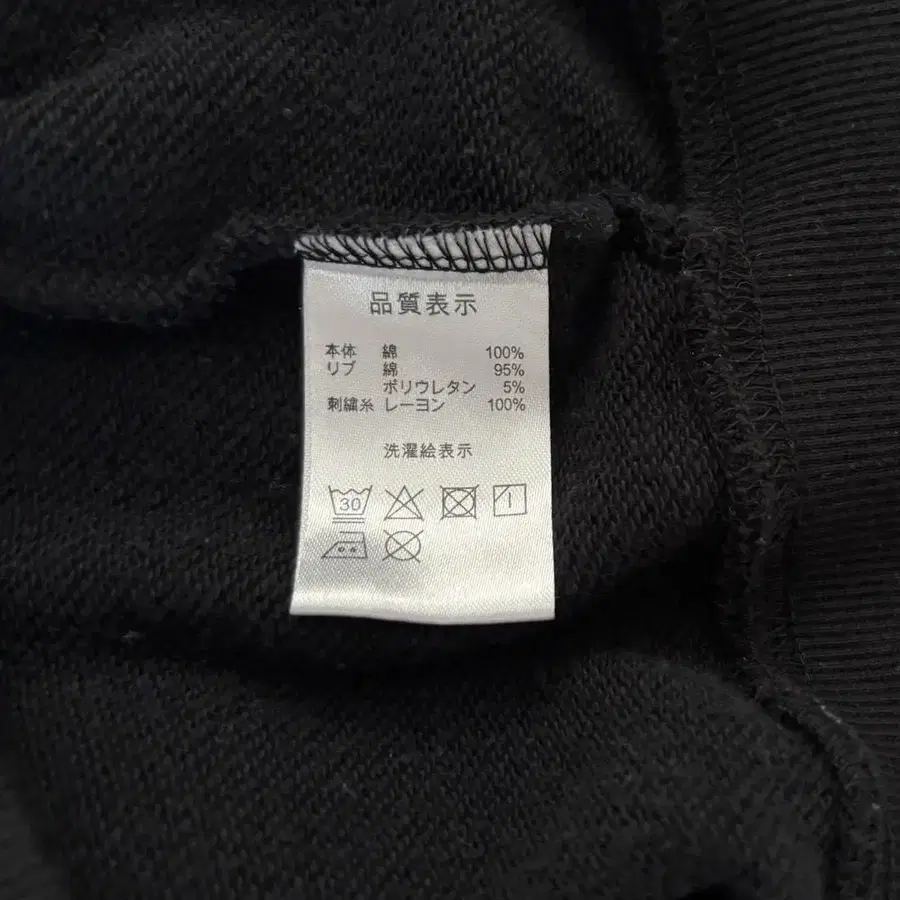 品質表示
本体 綿 100%
リブ 綿 95%
ポリウレタン 5%
刺繍糸 レーヨン 100%
洗濯絵表示
30